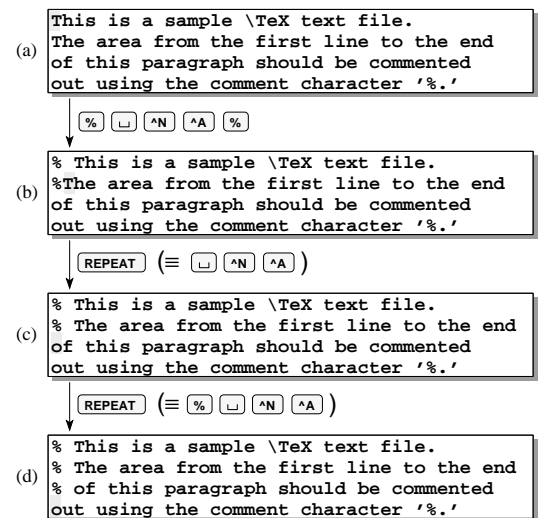 (a)
This is a sample \TeX text file.
The area from the first line to the end
of this paragraph should be commented
out using the comment character '%.'
% ␣ ^N ^A %
(b)
% This is a sample \TeX text file.
%The area from the first line to the end
of this paragraph should be commented
out using the comment character '%.'
REPEAT (≡ ␣ ^N ^A )
(c)
% This is a sample \TeX text file.
% The area from the first line to the end
of this paragraph should be commented
out using the comment character '%.'
REPEAT (≡ % ␣ ^N ^A )
(d)
% This is a sample \TeX text file.
% The area from the first line to the end
% of this paragraph should be commented
out using the comment character '%.'